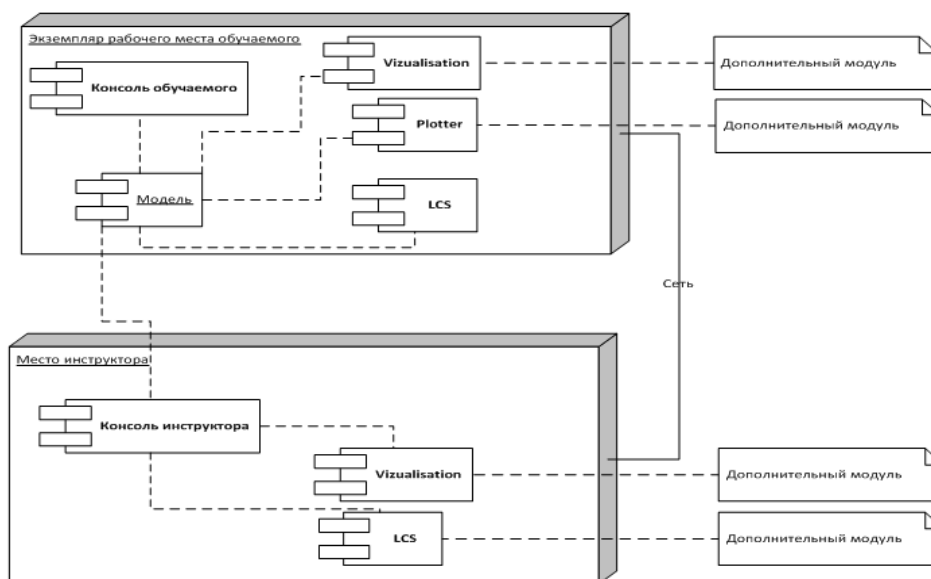 Экземпляр рабочего места обучаемого
Vizualisation
Дополнительный модуль
Консоль обучаемого
Plotter
Дополнительный модуль
Модель
LCS
Сеть
Место инструктора
Консоль инструктора
Vizualisation
Дополнительный модуль
LCS
Дополнительный модуль